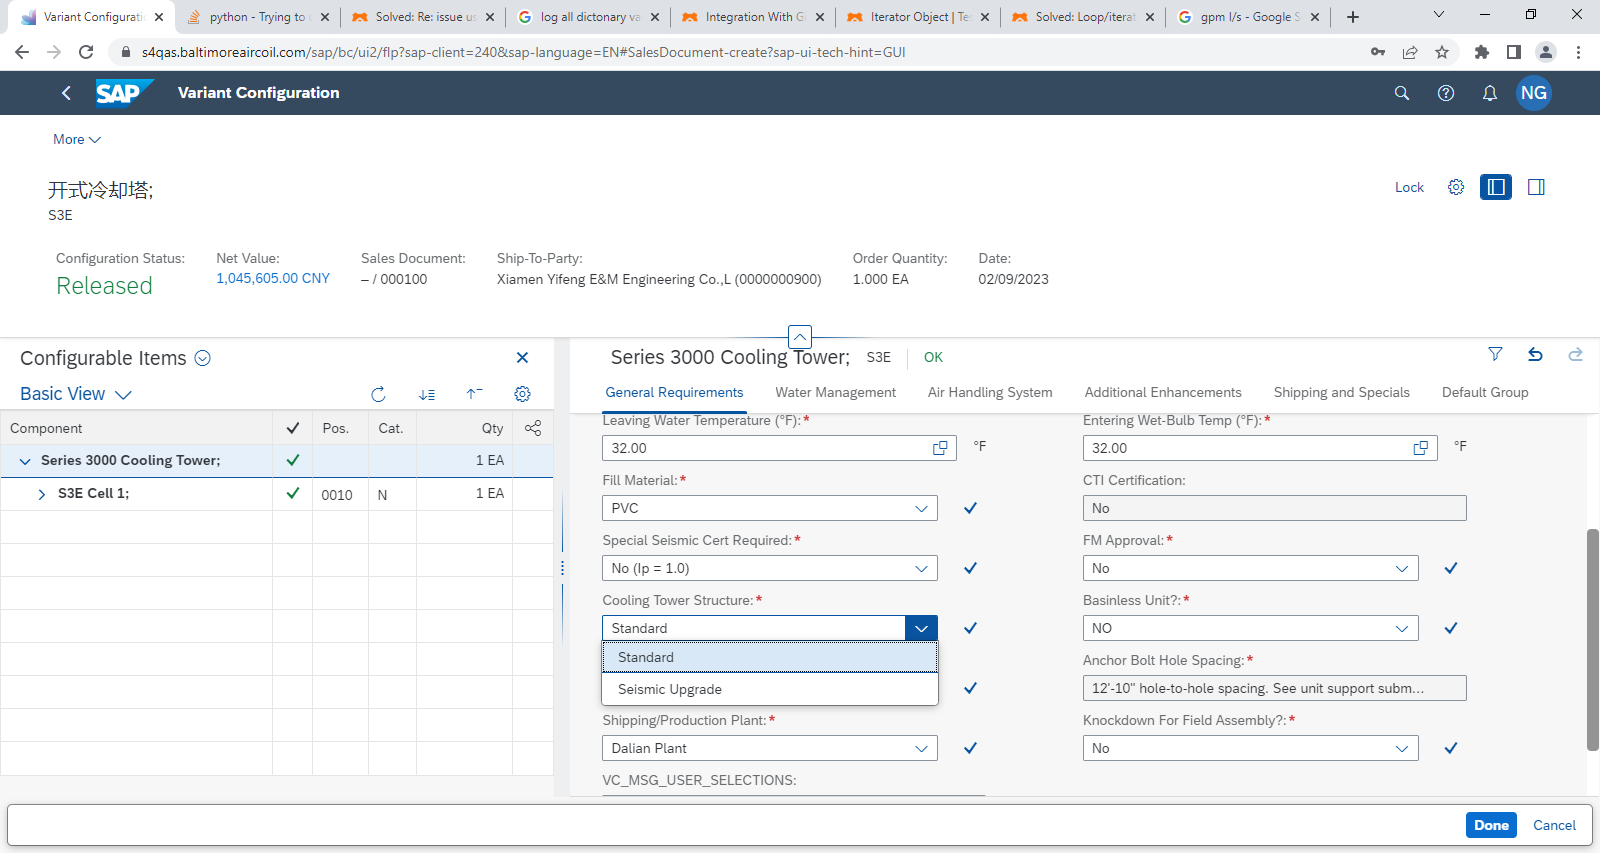 Variant Configuratio
python - Trying to
Solved: Re: issue us
log all dictonary va
Integration With G
Iterator Object | Te
Solved: Loop/iterat
gpm l/s - Google S
s4qas.baltimoreaircoil.com/sap/bc/ui2/flp?sap-client=240&sap-language=EN#SalesDocument-create?sap-ui-tech-hint=GUI
SAP
Variant Configuration
NG
More
开式冷却塔;
S3E
Lock
Configuration Status:
Released
Net Value:
1,045,605.00 CNY
Sales Document:
– / 000100
Ship-To-Party:
Xiamen Yifeng E&M Engineering Co.,L (0000000900)
Order Quantity:
1.000 EA
Date:
02/09/2023
Configurable Items
Basic View
Component Pos. Cat. Qty
Series 3000 Cooling Tower; 1 EA
S3E Cell 1; 0010 N 1 EA
Series 3000 Cooling Tower; S3E OK
General Requirements Water Management Air Handling System Additional Enhancements Shipping and Specials Default Group
Leaving Water Temperature (°F):*
32.00 °F
Entering Wet-Bulb Temp (°F):*
32.00 °F
Fill Material:*
PVC
CTI Certification:
No
Special Seismic Cert Required:*
No (Ip = 1.0)
FM Approval:*
No
Cooling Tower Structure:*
Standard
Standard
Seismic Upgrade
Basinless Unit?:*
NO
Anchor Bolt Hole Spacing:*
12'-10" hole-to-hole spacing. See unit support subm...
Shipping/Production Plant:*
Dalian Plant
Knockdown For Field Assembly?:*
No
VC_MSG_USER_SELECTIONS:
Done
Cancel